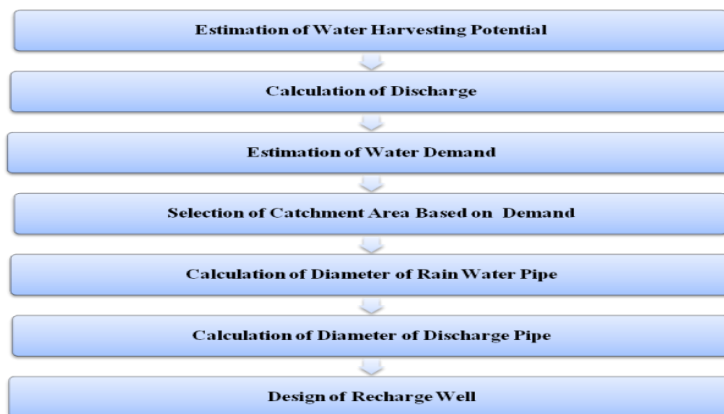 Estimation of Water Harvesting Potential
Calculation of Discharge
Estimation of Water Demand
Selection of Catchment Area Based on Demand
Calculation of Diameter of Rain Water Pipe
Calculation of Diameter of Discharge Pipe
Design of Recharge Well